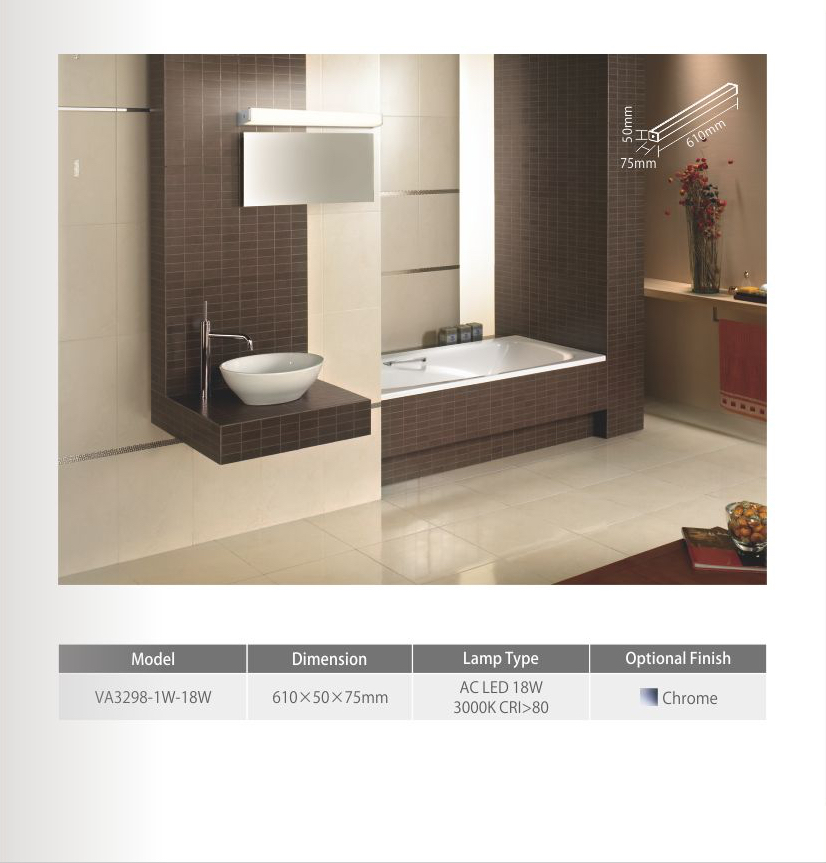 50mm
610mm
75mm
Model Dimension Lamp Type Optional Finish
VA3298-1W-18W 610×50×75mm AC LED 18W 3000K CRI>80 Chrome